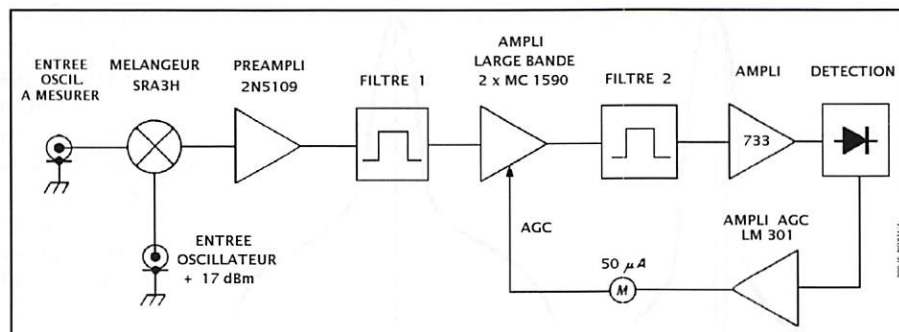 ENTREE
OSCIL.
A MESURER
MELANGEUR
SRA3H
PREAMPLI
2N5109
FILTRE 1
AMPLI
LARGE BANDE
2 x MC 1590
FILTRE 2
AMPLI
733
DETECTION
AGC
50 µA
M
AMPLI AGC
LM 301
ENTREE
OSCILLATEUR
+ 17 dBm